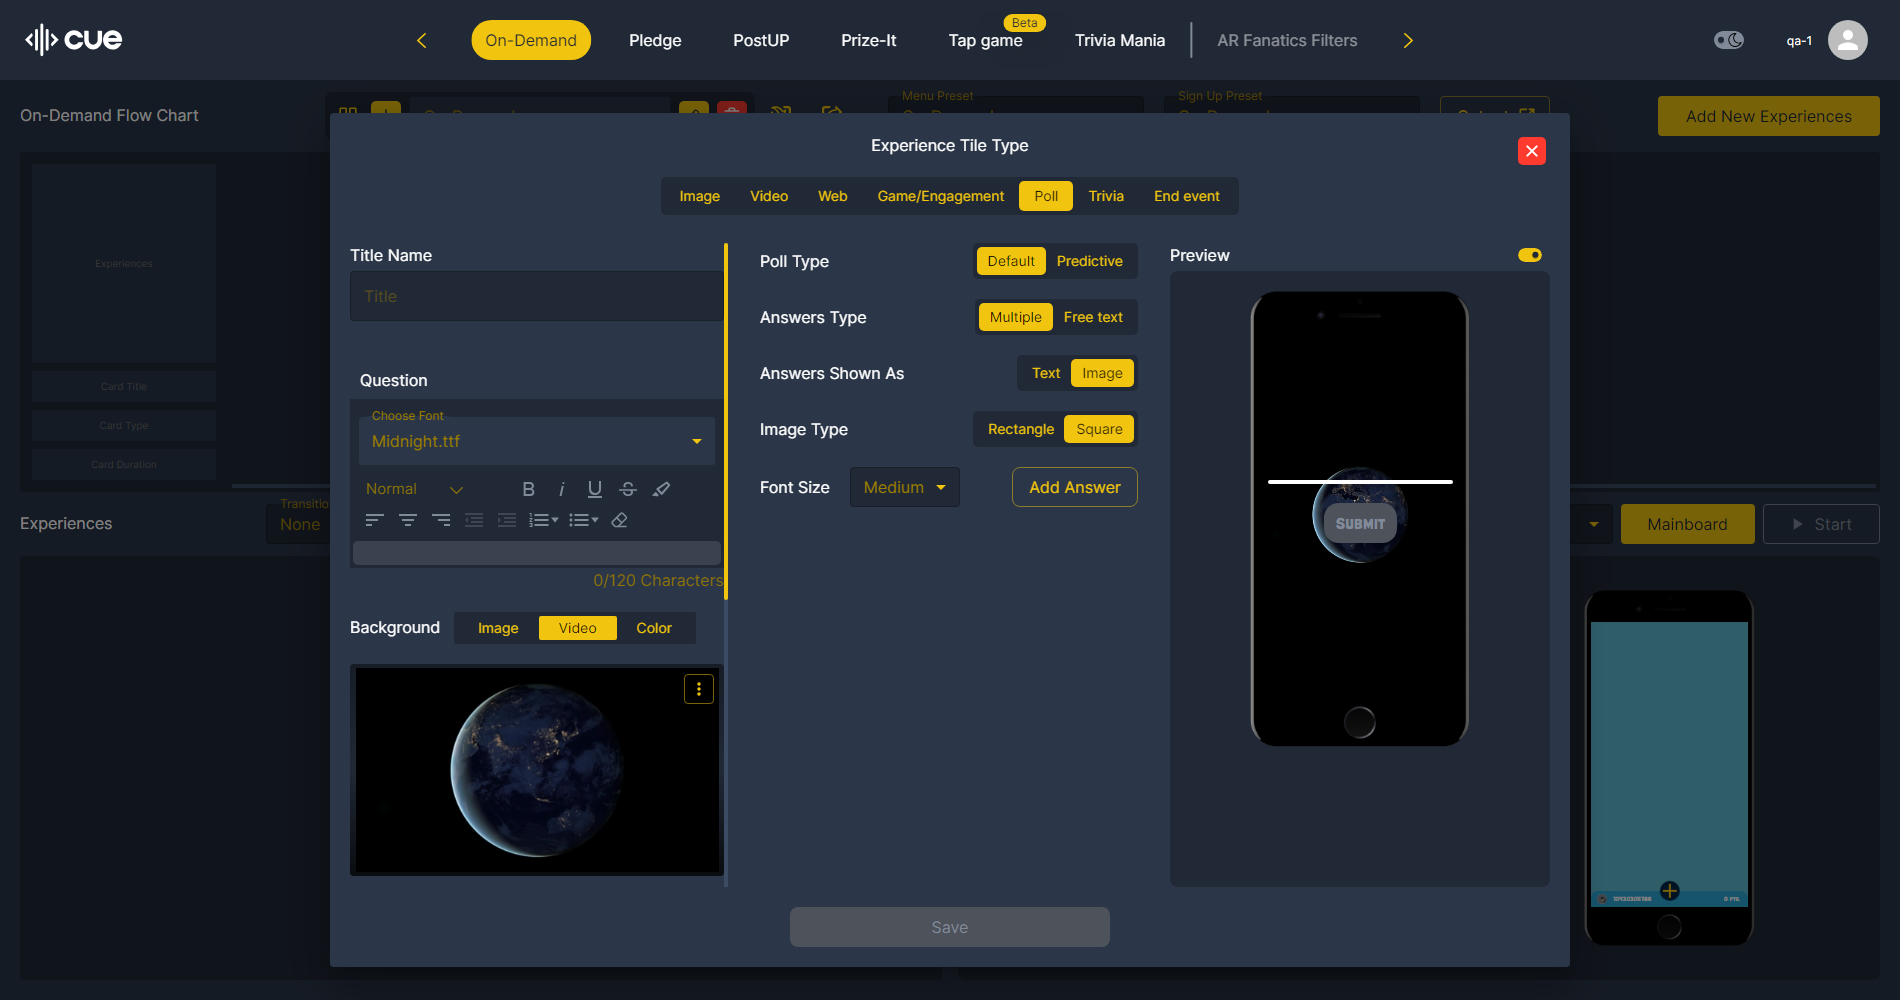 cue
On-Demand
Pledge
PostUP
Prize-It
Tap game
Beta
Trivia Mania
AR Fanatics Filters
qa-1
On-Demand Flow Chart
Menu Preset
Sign Up Preset
Add New Experiences
Experience Tile Type
Image
Video
Web
Game/Engagement
Poll
Trivia
End event
Experiences
Card Title
Card Type
Card Duration
Title Name
Title
Question
Choose Font
Midnight.ttf
Normal
0/120 Characters
Background
Image
Video
Color
Poll Type
Default
Predictive
Answers Type
Multiple
Free text
Answers Shown As
Text
Image
Image Type
Rectangle
Square
Font Size
Medium
Add Answer
Preview
SUBMIT
Experiences
None
Mainboard
Start
Save